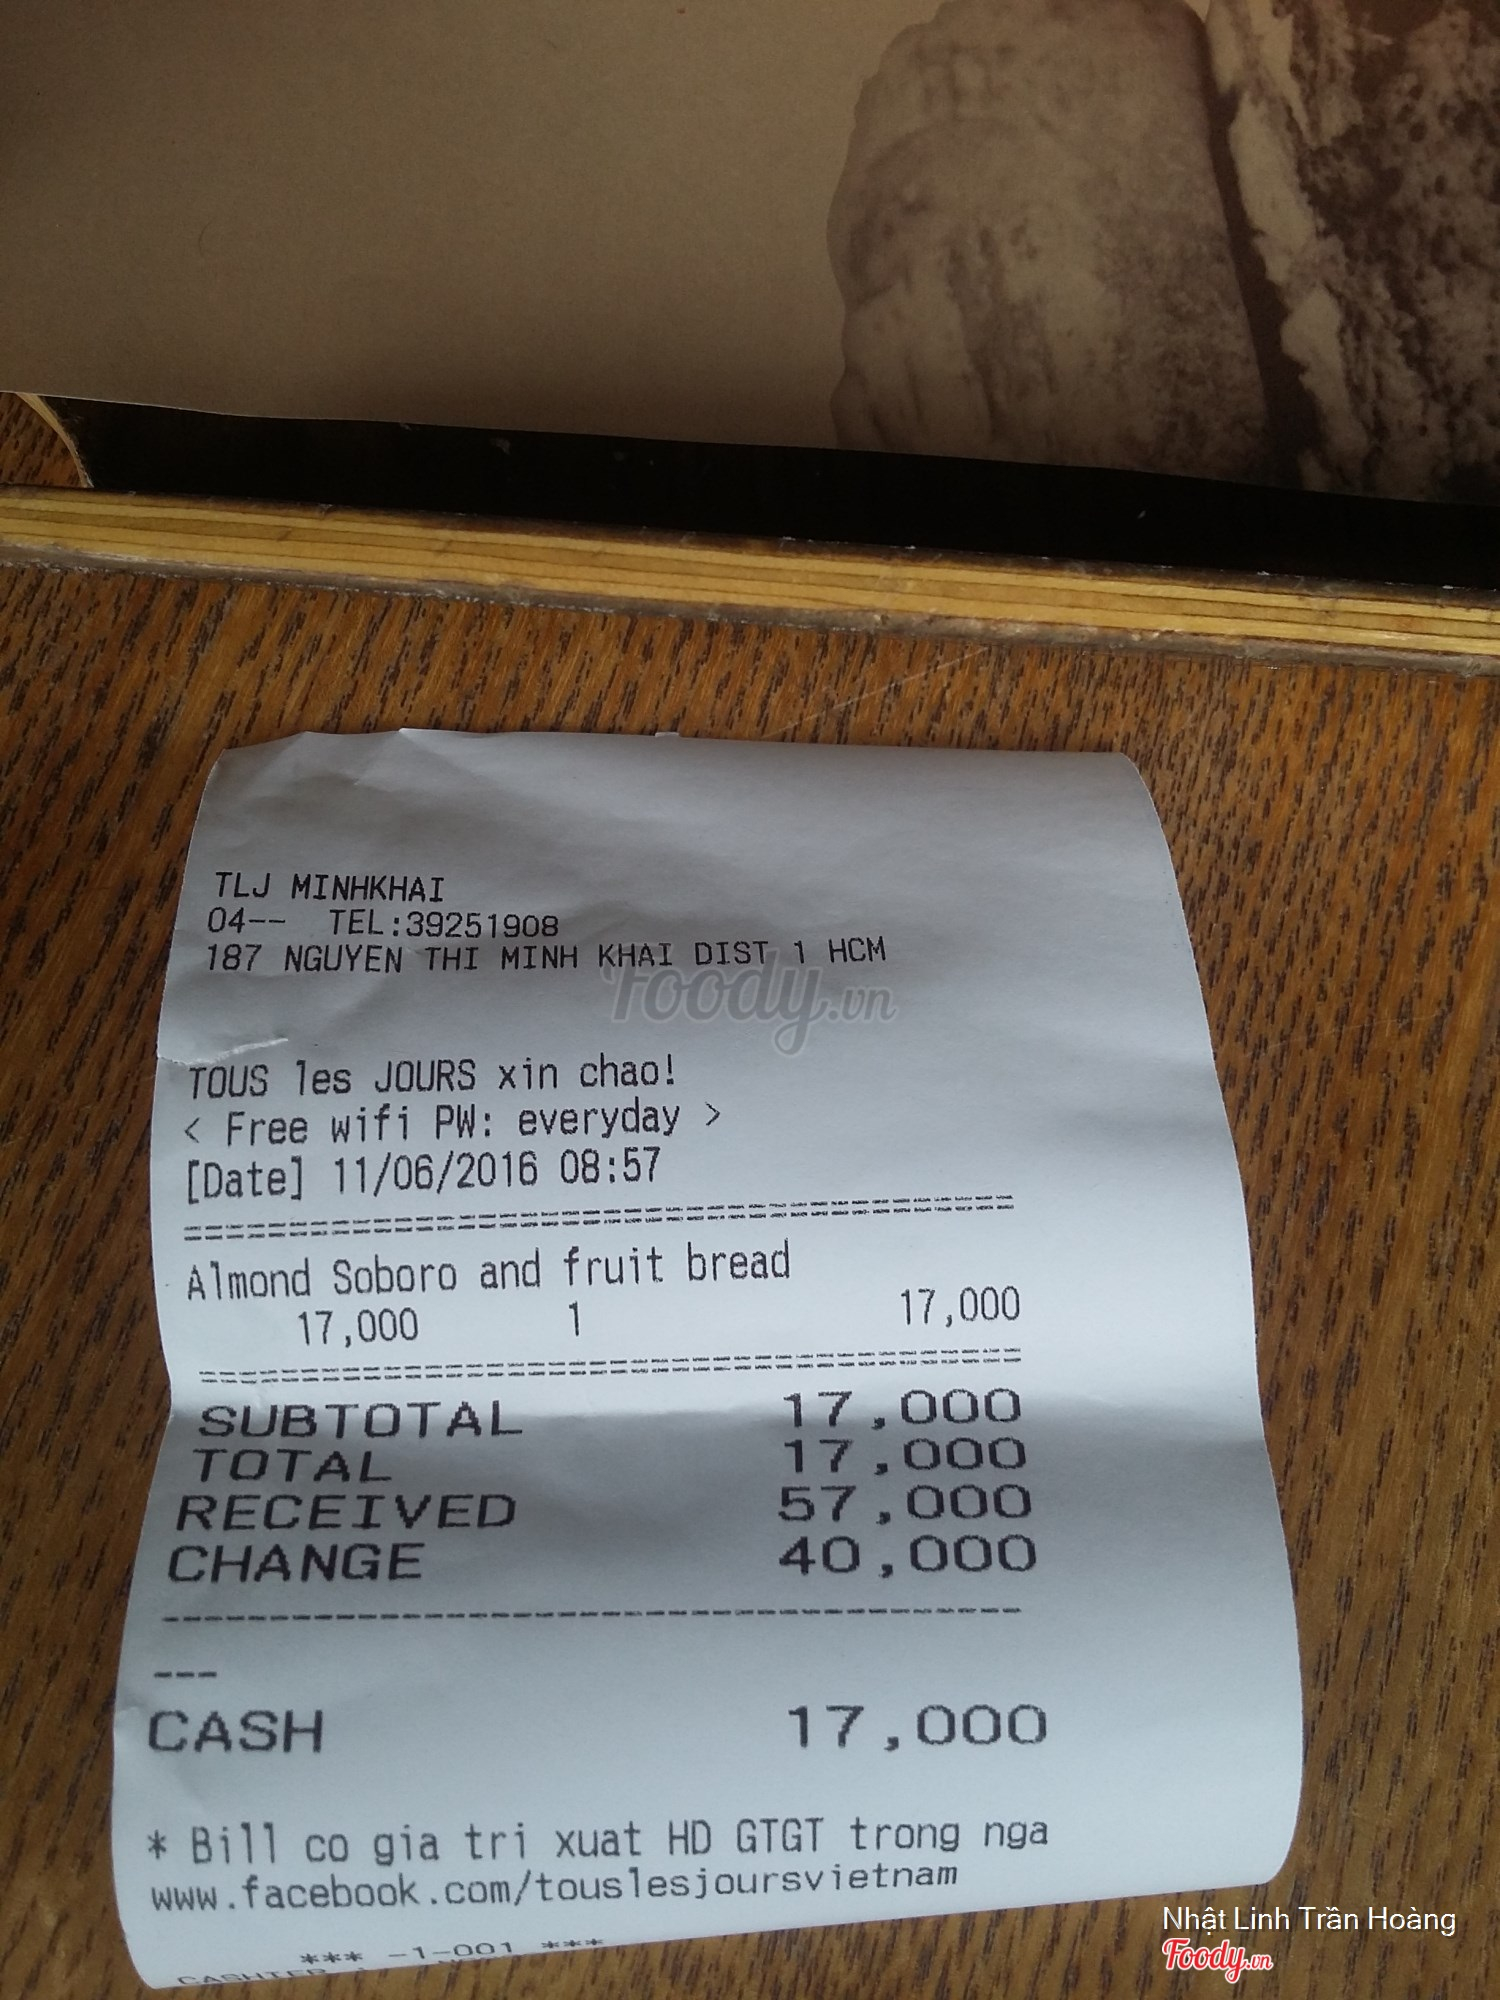 TLJ MINHKHAI
04-- TEL:39251908
187 NGUYEN THI MINH KHAI DIST 1 HCM
Foody.vn
TOUS les JOURS xin chao!
< Free wifi PW: everyday >
[Date] 11/06/2016 08:57
Almond Soboro and fruit bread
17,000 1 17,000
SUBTOTAL 17,000
TOTAL 17,000
RECEIVED 57,000
CHANGE 40,000
---
CASH 17,000
* Bill co gia tri xuat HD GTGT trong nga
www.facebook.com/touslesjoursvietnam
*** -1-001 ***
CASHIER
Nhật Linh Trần Hoàng
Foody.vn